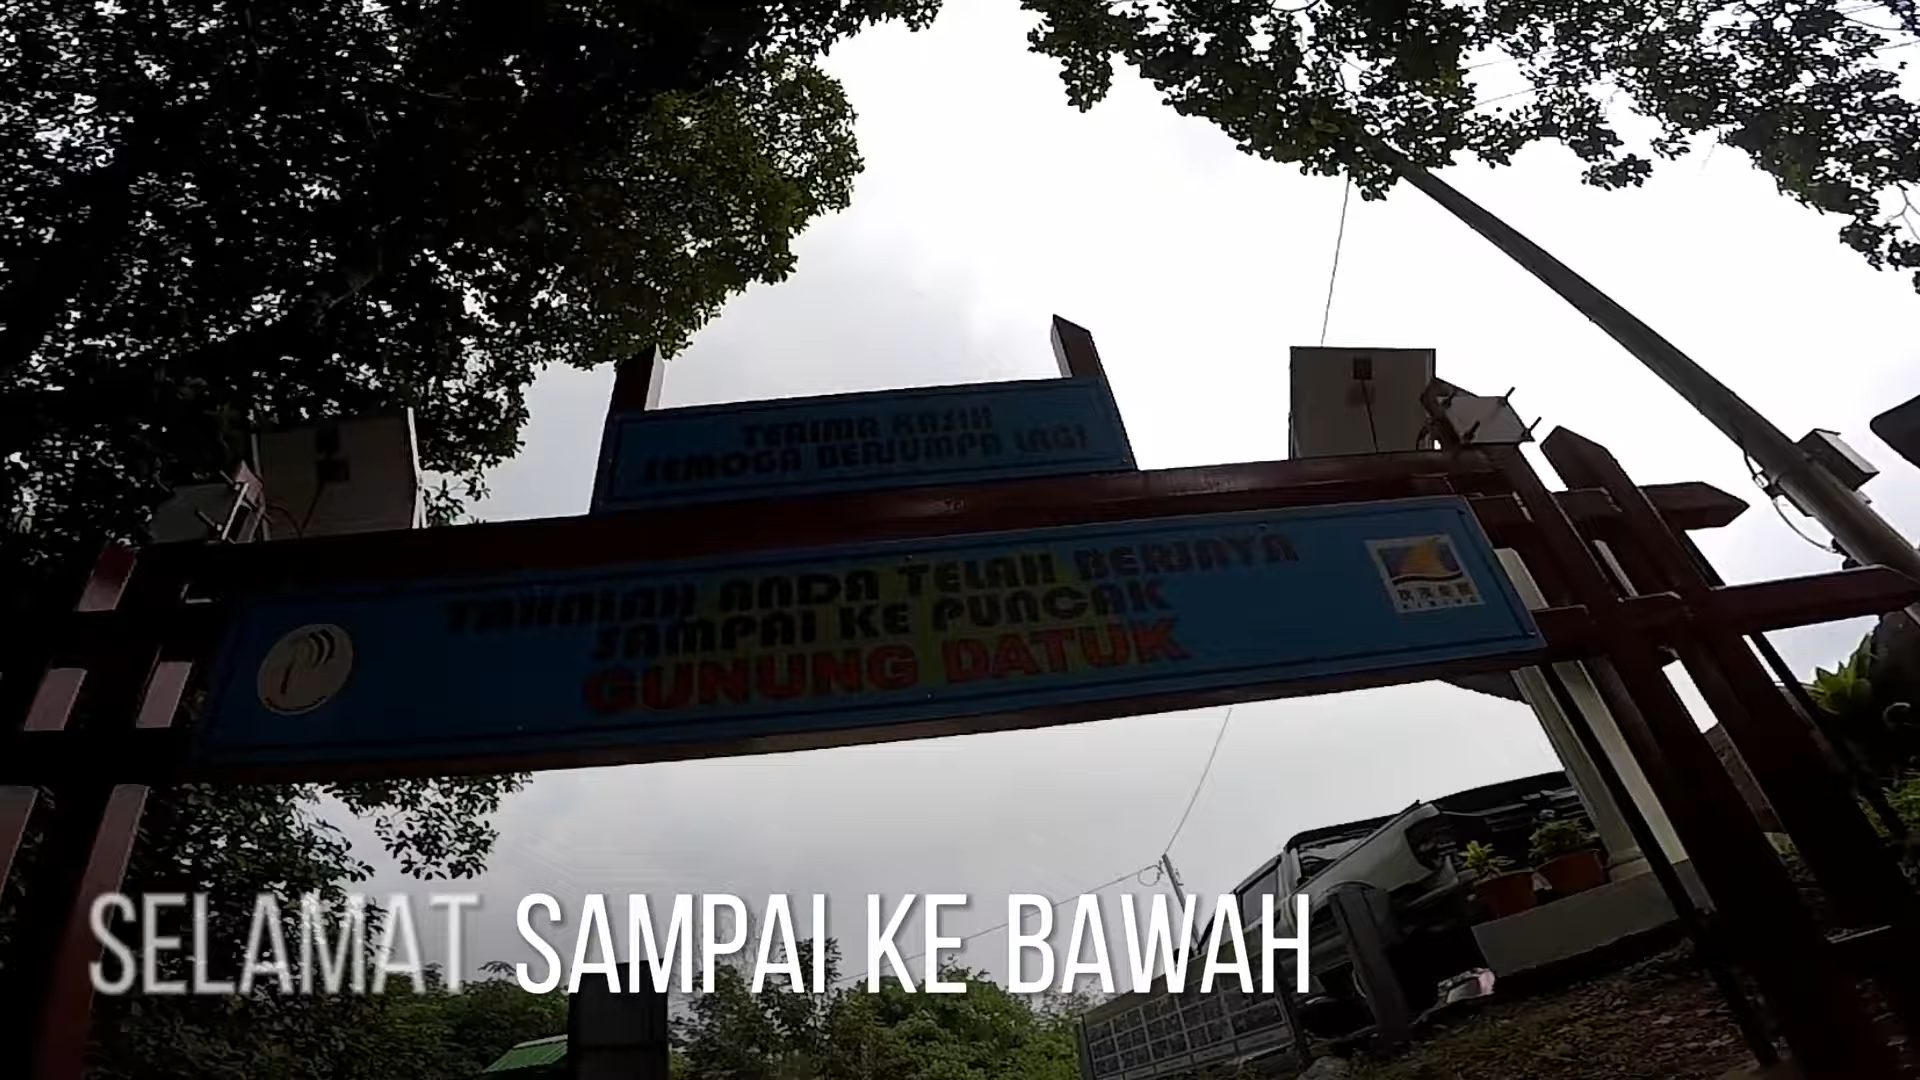 TERIMA KASIH
SEMOGA BERJUMPA LAGI
TAHNIAH ANDA TELAH BERJAYA
SAMPAI KE PUNCAK
GUNUNG DATUK
SELAMAT SAMPAI KE BAWAH